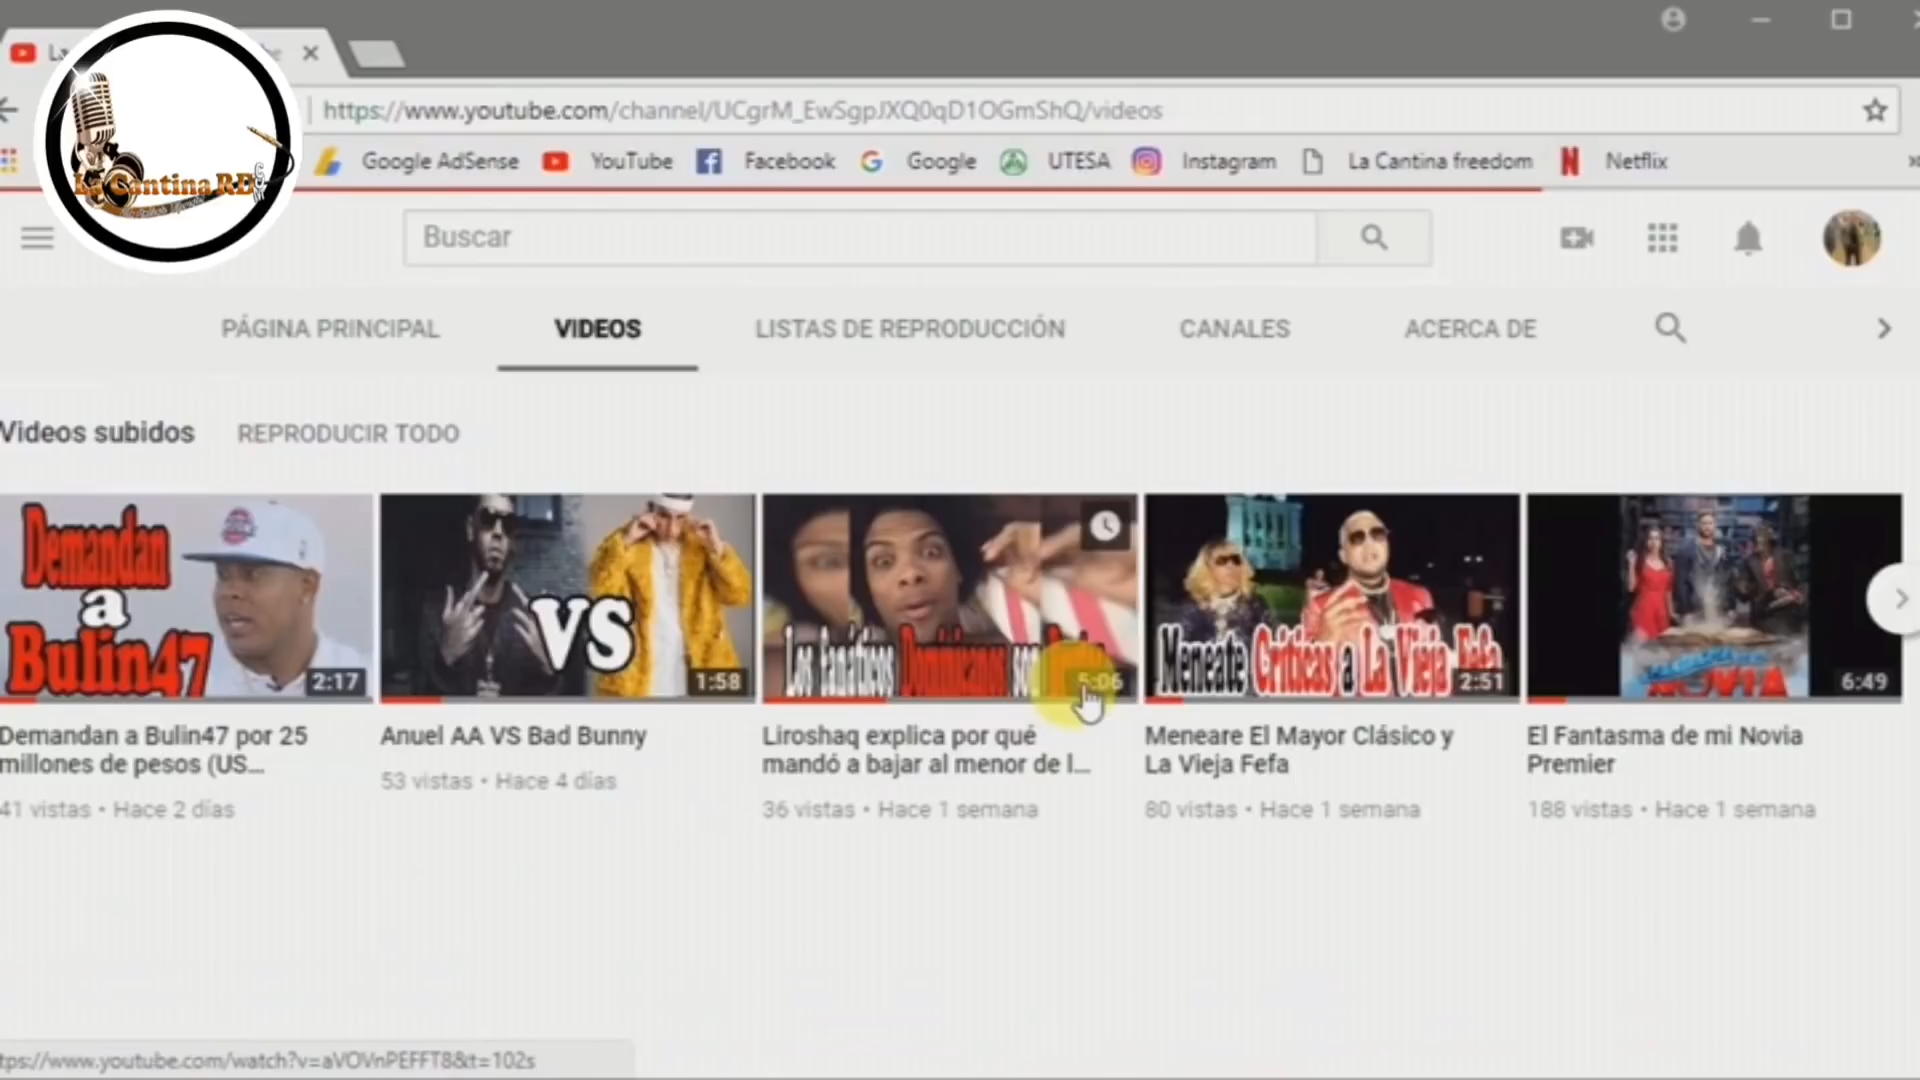 La Cantina RD
https://www.youtube.com/channel/UCgrM_EwSgpJXQ0qD1OGmShQ/videos
Google AdSense YouTube Facebook Google UTESA Instagram La Cantina freedom Netflix
Buscar
PÁGINA PRINCIPAL VIDEOS LISTAS DE REPRODUCCIÓN CANALES ACERCA DE
Videos subidos REPRODUCIR TODO
Demandan
a
Bulin47
2:17
VS
1:58
Los fanáticos Dominicanos son
5:06
Meneate Criticas a La Vieja Fefa
2:51
NOVIA
6:49
Demandan a Bulin47 por 25
millones de pesos (US...
41 vistas • Hace 2 días
Anuel AA VS Bad Bunny
53 vistas • Hace 4 días
Liroshaq explica por qué
mandó a bajar al menor de l...
36 vistas • Hace 1 semana
Meneare El Mayor Clásico y
La Vieja Fefa
80 vistas • Hace 1 semana
El Fantasma de mi Novia
Premier
188 vistas • Hace 1 semana
tps://www.youtube.com/watch?v=aVOVnPEFFT8&t=102s